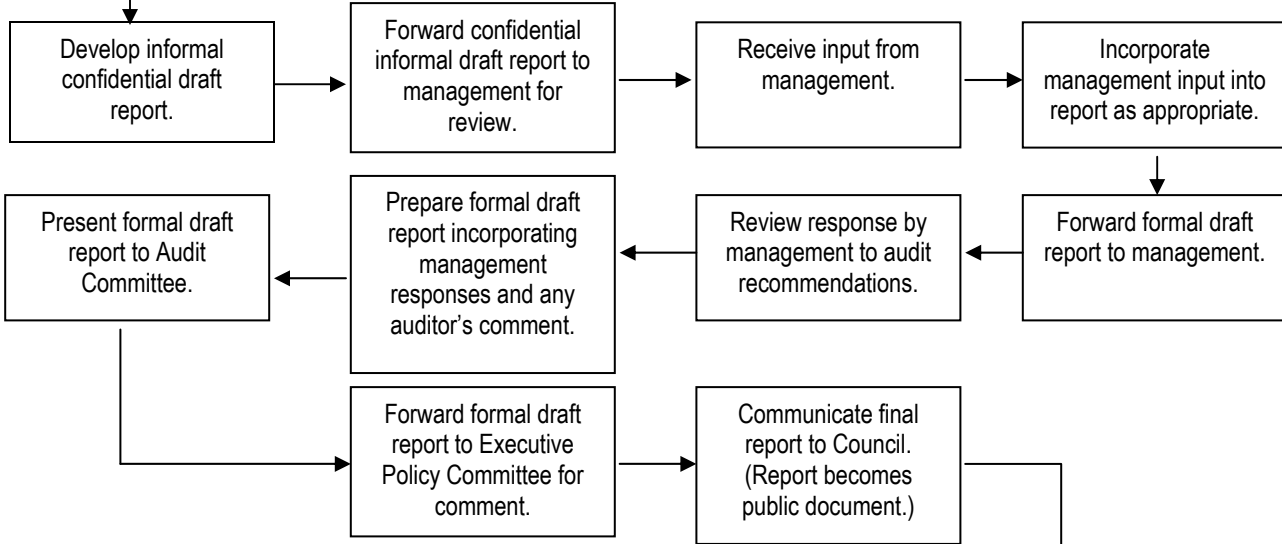 Develop informal
confidential draft
report.
Forward confidential
informal draft report to
management for
review.
Receive input from
management.
Incorporate
management input into
report as appropriate.
Forward formal draft
report to management.
Review response by
management to audit
recommendations.
Prepare formal draft
report incorporating
management
responses and any
auditor’s comment.
Present formal draft
report to Audit
Committee.
Forward formal draft
report to Executive
Policy Committee for
comment.
Communicate final
report to Council.
(Report becomes
public document.)